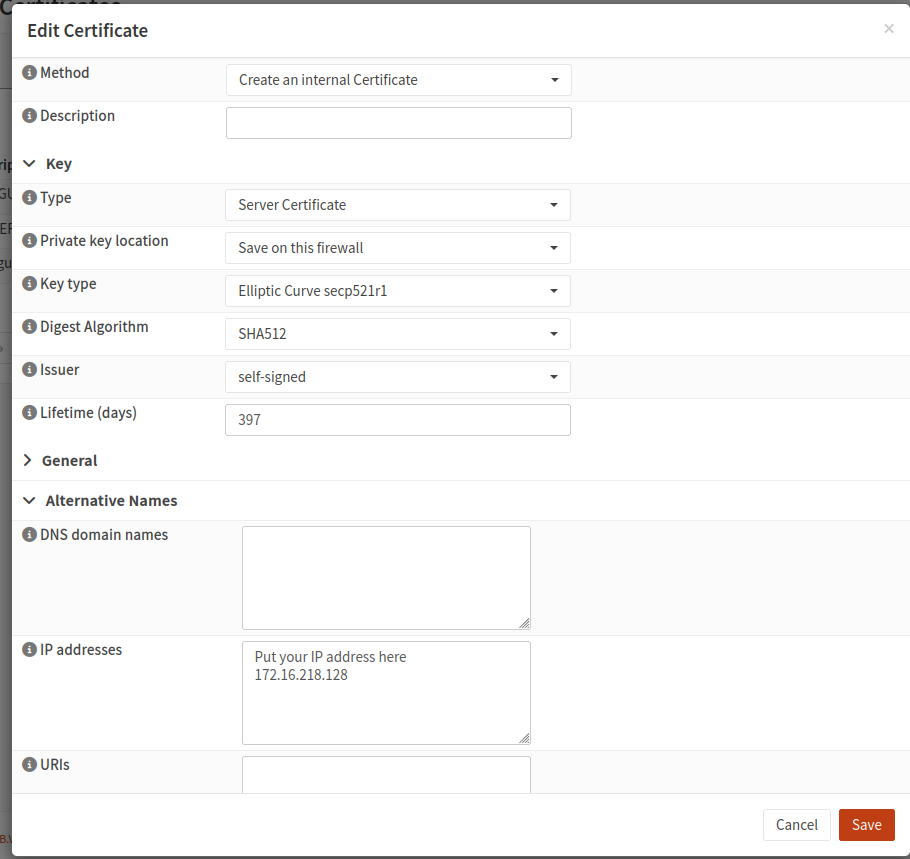 Edit Certificate
×
Method
Create an internal Certificate
Description
Key
Type
Server Certificate
Private key location
Save on this firewall
Key type
Elliptic Curve secp521r1
Digest Algorithm
SHA512
Issuer
self-signed
Lifetime (days)
397
General
Alternative Names
DNS domain names
IP addresses
Put your IP address here
172.16.218.128
URIs
Cancel
Save